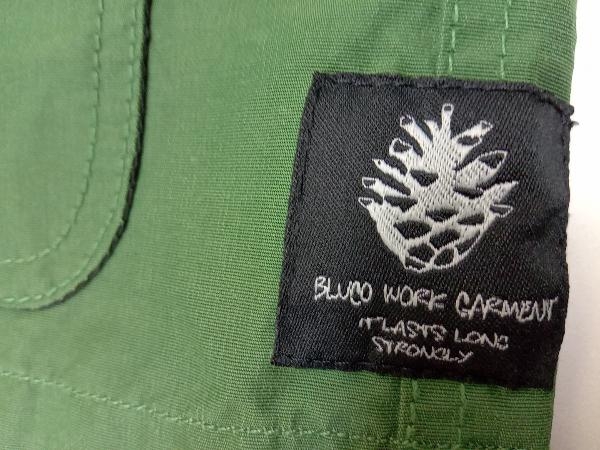 BLUCO WORK GARMENT
IT LASTS LONG
STRONGLY